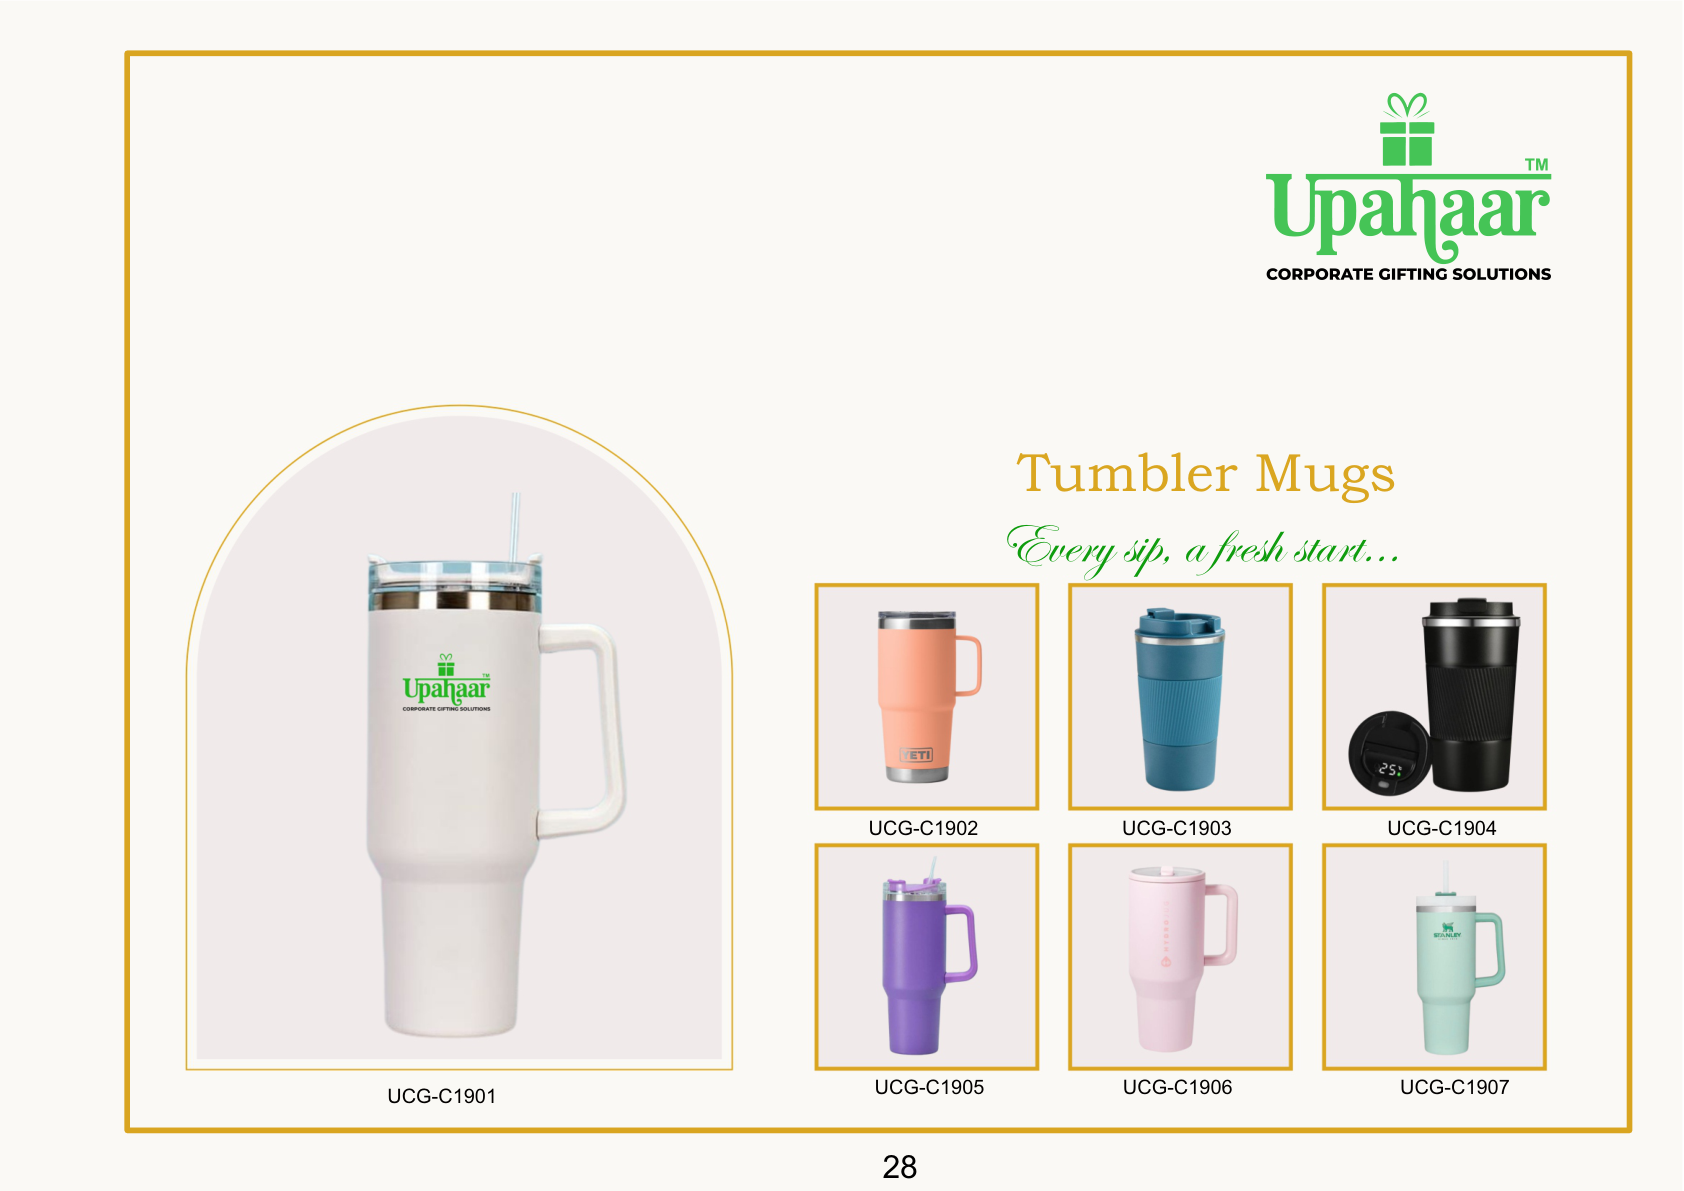 TM
Upahaar
CORPORATE GIFTING SOLUTIONS
Tumbler Mugs
Every sip, a fresh start...
TM
Upahaar
CORPORATE GIFTING SOLUTIONS
UCG-C1901
YETI
UCG-C1902
UCG-C1903
25°
UCG-C1904
UCG-C1905
UCG-C1906
STANLEY
UCG-C1907
28